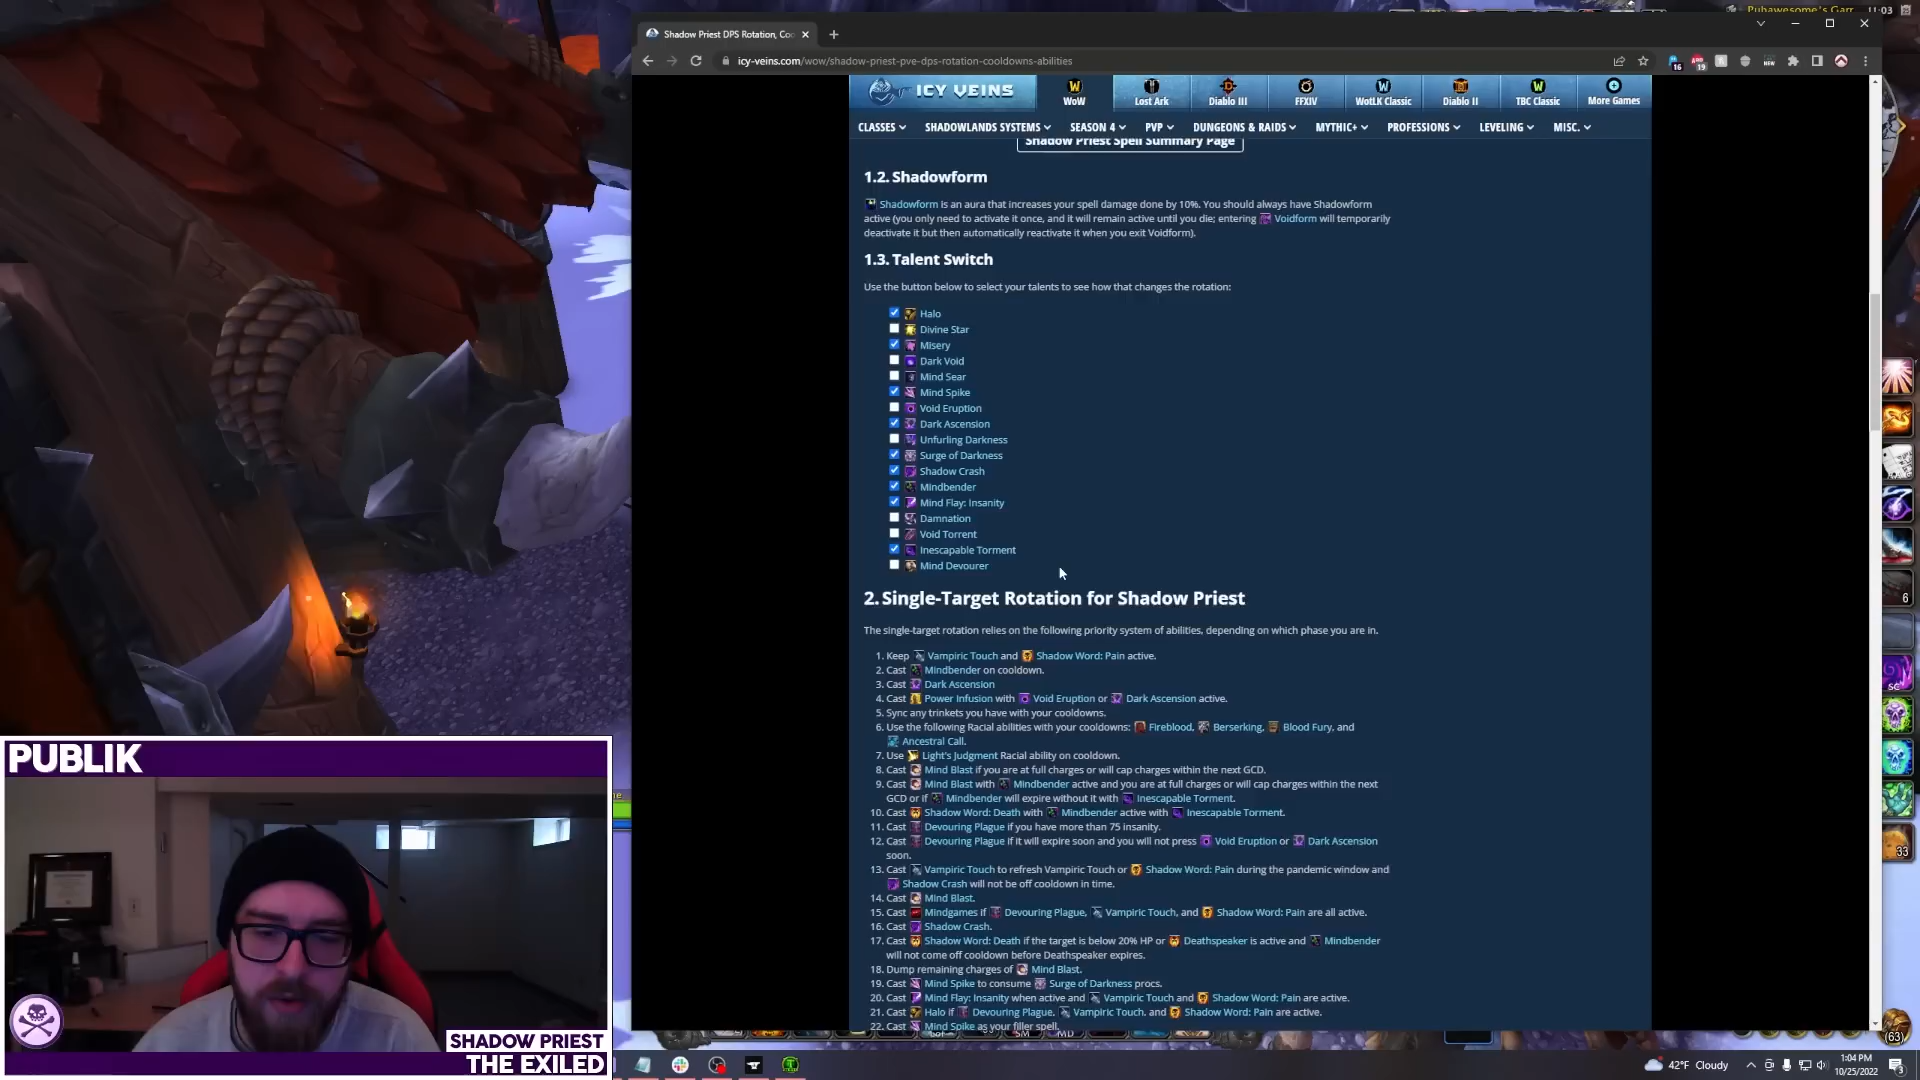 Puhawesome's Garr 11:03
Shadow Priest DPS Rotation, Coo
icy-veins.com/wow/shadow-priest-pve-dps-rotation-cooldowns-abilities
16 19
ICY VEINS
WoW
Lost Ark
Diablo III
FFXIV
WotLK Classic
Diablo II
TBC Classic
More Games
CLASSES SHADOWLANDS SYSTEMS SEASON 4 PVP DUNGEONS & RAIDS MYTHIC+ PROFESSIONS LEVELING MISC.
Shadow Priest Spell Summary Page
1.2. Shadowform
Shadowform is an aura that increases your spell damage done by 10%. You should always have Shadowform
active (you only need to activate it once, and it will remain active until you die; entering Voidform will temporarily
deactivate it but then automatically reactivate it when you exit Voidform).
1.3. Talent Switch
Use the button below to select your talents to see how that changes the rotation:
Halo
Divine Star
Misery
Dark Void
Mind Sear
Mind Spike
Void Eruption
Dark Ascension
Unfurling Darkness
Surge of Darkness
Shadow Crash
Mindbender
Mind Flay: Insanity
Damnation
Void Torrent
Inescapable Torment
Mind Devourer
2. Single-Target Rotation for Shadow Priest
The single-target rotation relies on the following priority system of abilities, depending on which phase you are in.
1. Keep Vampiric Touch and Shadow Word: Pain active.
2. Cast Mindbender on cooldown.
3. Cast Dark Ascension
4. Cast Power Infusion with Void Eruption or Dark Ascension active.
5. Sync any trinkets you have with your cooldowns.
6. Use the following Racial abilities with your cooldowns: Fireblood, Berserking, Blood Fury, and
Ancestral Call.
7. Use Light's Judgment Racial ability on cooldown.
8. Cast Mind Blast if you are at full charges or will cap charges within the next GCD.
9. Cast Mind Blast with Mindbender active and you are at full charges or will cap charges within the next
GCD or if Mindbender will expire without it with Inescapable Torment.
10. Cast Shadow Word: Death with Mindbender active with Inescapable Torment.
11. Cast Devouring Plague if you have more than 75 insanity.
12. Cast Devouring Plague if it will expire soon and you will not press Void Eruption or Dark Ascension
soon.
13. Cast Vampiric Touch to refresh Vampiric Touch or Shadow Word: Pain during the pandemic window and
Shadow Crash will not be off cooldown in time.
14. Cast Mind Blast.
15. Cast Mindgames if Devouring Plague, Vampiric Touch, and Shadow Word: Pain are all active.
16. Cast Shadow Crash.
17. Cast Shadow Word: Death if the target is below 20% HP or Deathspeaker is active and Mindbender
will not come off cooldown before Deathspeaker expires.
18. Dump remaining charges of Mind Blast.
19. Cast Mind Spike to consume Surge of Darkness procs.
20. Cast Mind Flay: Insanity when active and Vampiric Touch and Shadow Word: Pain are active.
21. Cast Halo if Devouring Plague, Vampiric Touch, and Shadow Word: Pain are active.
22. Cast Mind Spike as your filler spell.
6
SC
33
(63)
PUBLIK
SHADOW PRIEST
THE EXILED
42°F Cloudy
1:04 PM
10/25/2022
3